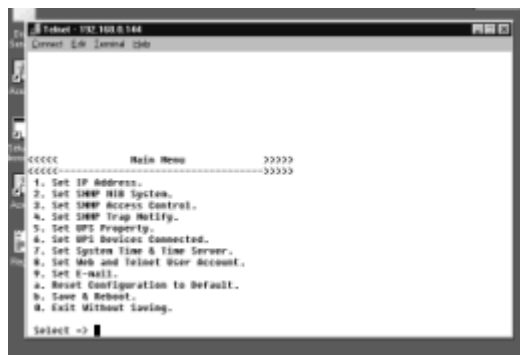 Telnet - 192.168.0.144
Connect Edit Terminal Help
<<<<< Main Menu >>>>>
<<<<<----------------------------------->>>>>
1. Set IP Address.
2. Set SNMP MIB System.
3. Set SNMP Access Control.
4. Set SNMP Trap Notify.
5. Set UPS Property.
6. Set UPS Devices Connected.
7. Set System Time & Time Server.
8. Set Web and Telnet User Account.
9. Set E-mail.
a. Reset Configuration to Default.
b. Save & Reboot.
0. Exit Without Saving.
Select ->